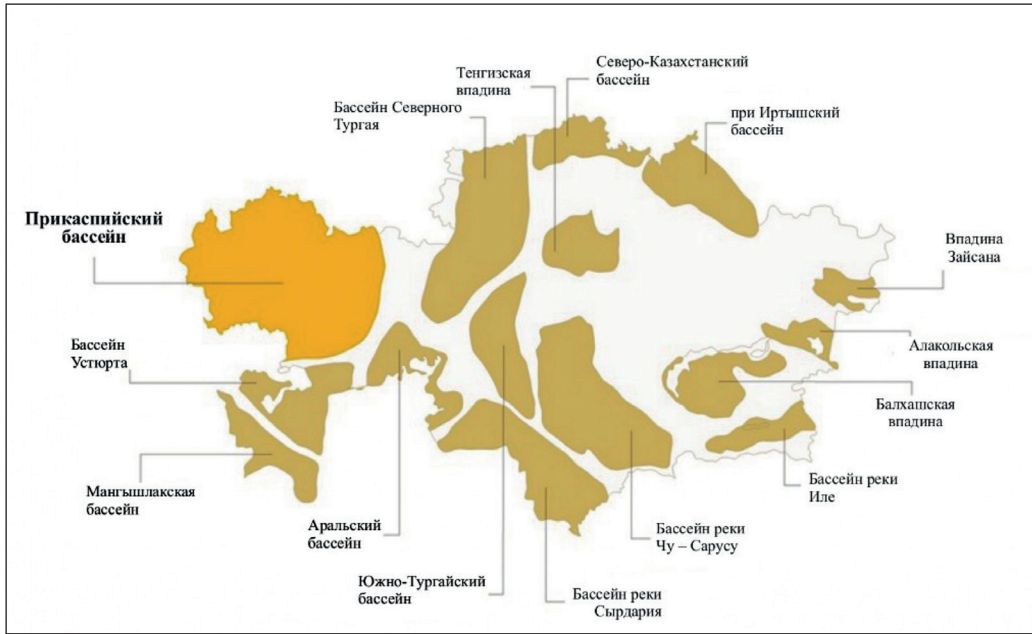 Северо-Казахстанский
бассейн
Тенгизская
впадина
Бассейн Северного
Тургая
при Иртышский
бассейн
Прикаспийский
бассейн
Впадина
Зайсана
Бассейн
Устюрта
Алакольская
впадина
Балхашская
впадина
Мангышлакская
бассейн
Бассейн реки
Иле
Аральский
бассейн
Бассейн реки
Чу – Сарусу
Южно-Тургайский
бассейн
Бассейн реки
Сырдария